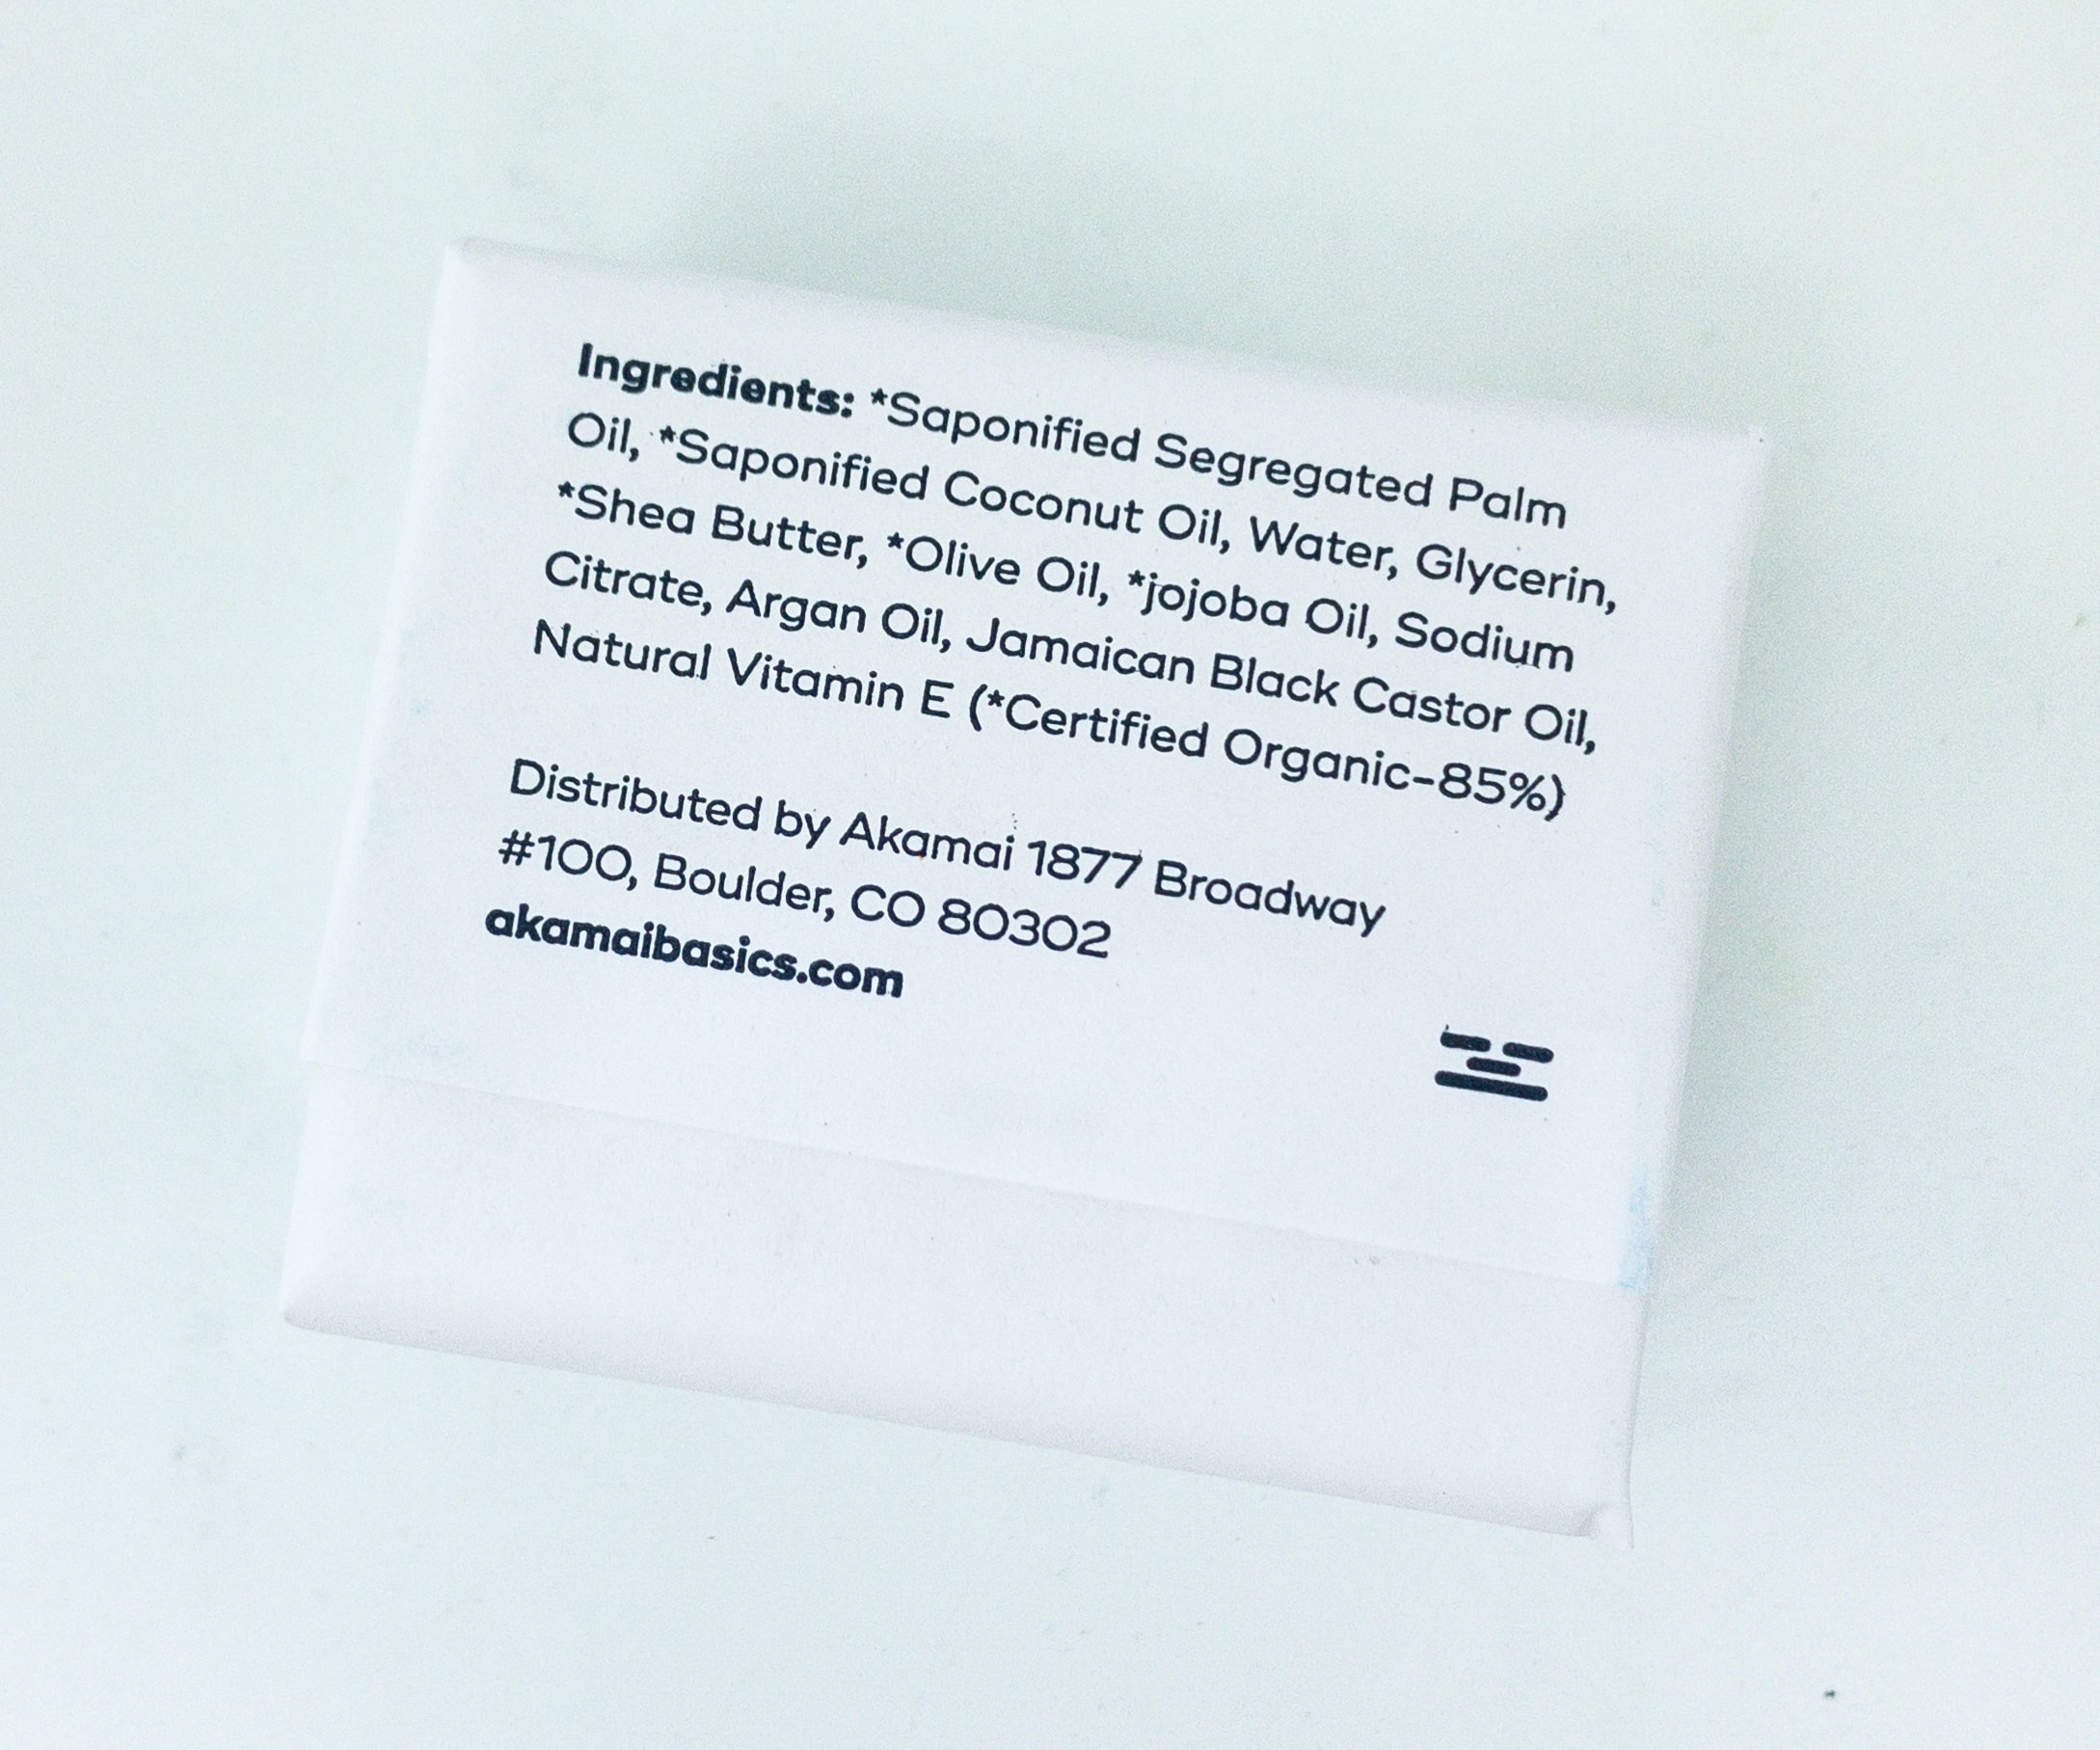 Ingredients: *Saponified Segregated Palm
Oil, *Saponified Coconut Oil, Water, Glycerin,
*Shea Butter, *Olive Oil, *jojoba Oil, Sodium
Citrate, Argan Oil, Jamaican Black Castor Oil,
Natural Vitamin E (*Certified Organic-85%)
Distributed by Akamai 1877 Broadway
#100, Boulder, CO 80302
akamaibasics.com